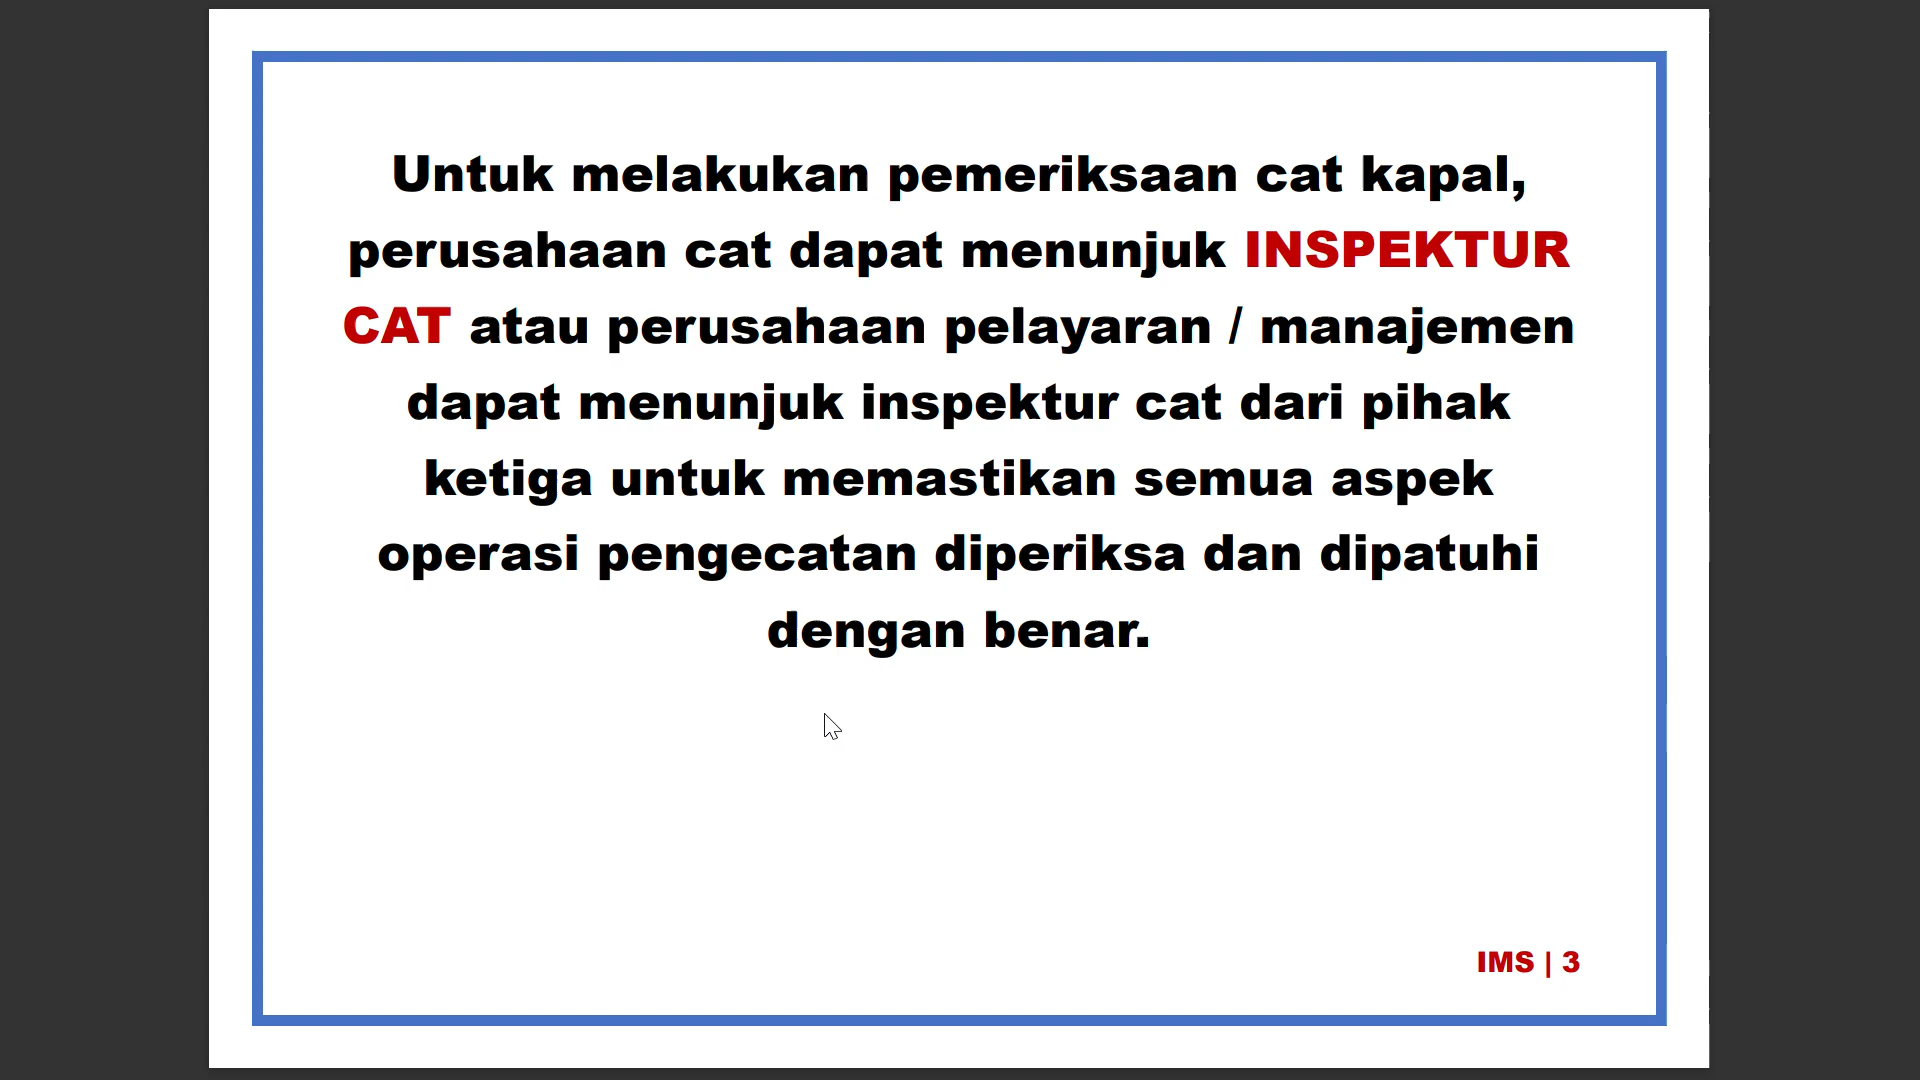 Untuk melakukan pemeriksaan cat kapal,
perusahaan cat dapat menunjuk INSPEKTUR
CAT atau perusahaan pelayaran / manajemen
dapat menunjuk inspektur cat dari pihak
ketiga untuk memastikan semua aspek
operasi pengecatan diperiksa dan dipatuhi
dengan benar.
IMS | 3